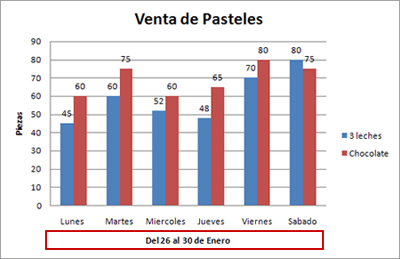 Venta de Pasteles
90
80
70
60
50
40
30
20
10
0
Piezas
45 60 60 75 52 60 48 65 70 80 80 75
Lunes Martes Miercoles Jueves Viernes Sabado
3 leches
Chocolate
Del 26 al 30 de Enero